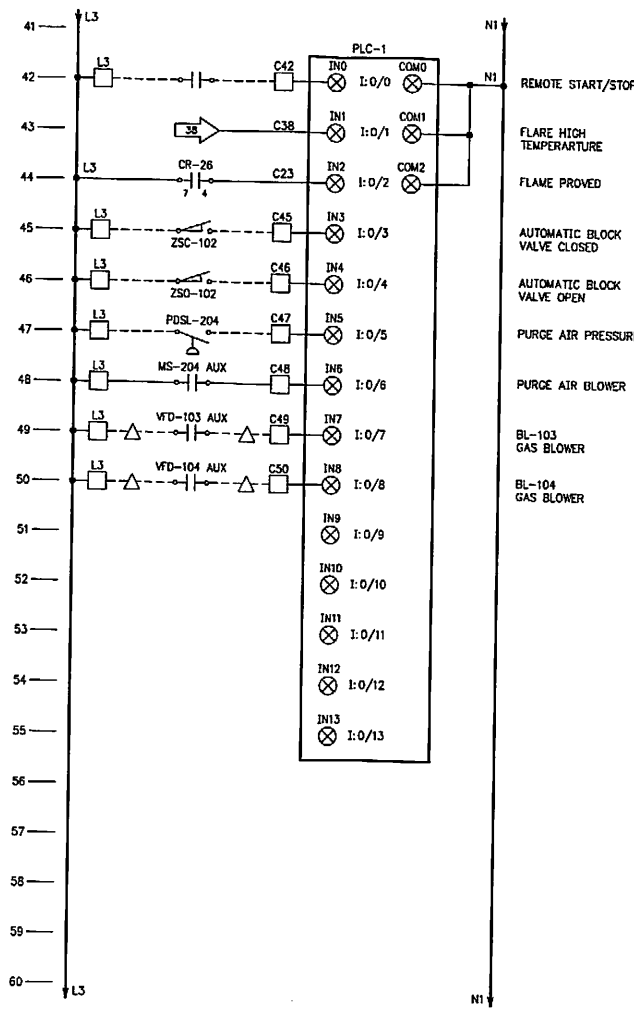 41
N1
PLC-1
42
L3
C42
IN0
I:0/0
COM0
N1
REMOTE START/STOP
43
38
C38
IN1
I:0/1
COM1
FLARE HIGH
TEMPERARTURE
44
L3
CR-26
7 4
C23
IN2
I:0/2
COM2
FLAME PROVED
45
L3
ZSC-102
C45
IN3
I:0/3
AUTOMATIC BLOCK
VALVE CLOSED
46
L3
ZSO-102
C46
IN4
I:0/4
AUTOMATIC BLOCK
VALVE OPEN
47
L3
PDSL-204
C47
IN5
I:0/5
PURGE AIR PRESSURE
48
L3
MS-204 AUX
C48
IN6
I:0/6
PURGE AIR BLOWER
49
L3
VFD-103 AUX
C49
IN7
I:0/7
BL-103
GAS BLOWER
50
L3
VFD-104 AUX
C50
IN8
I:0/8
BL-104
GAS BLOWER
51
IN9
I:0/9
52
IN10
I:0/10
53
IN11
I:0/11
54
IN12
I:0/12
55
IN13
I:0/13
56
57
58
59
60
L3
N1
L3